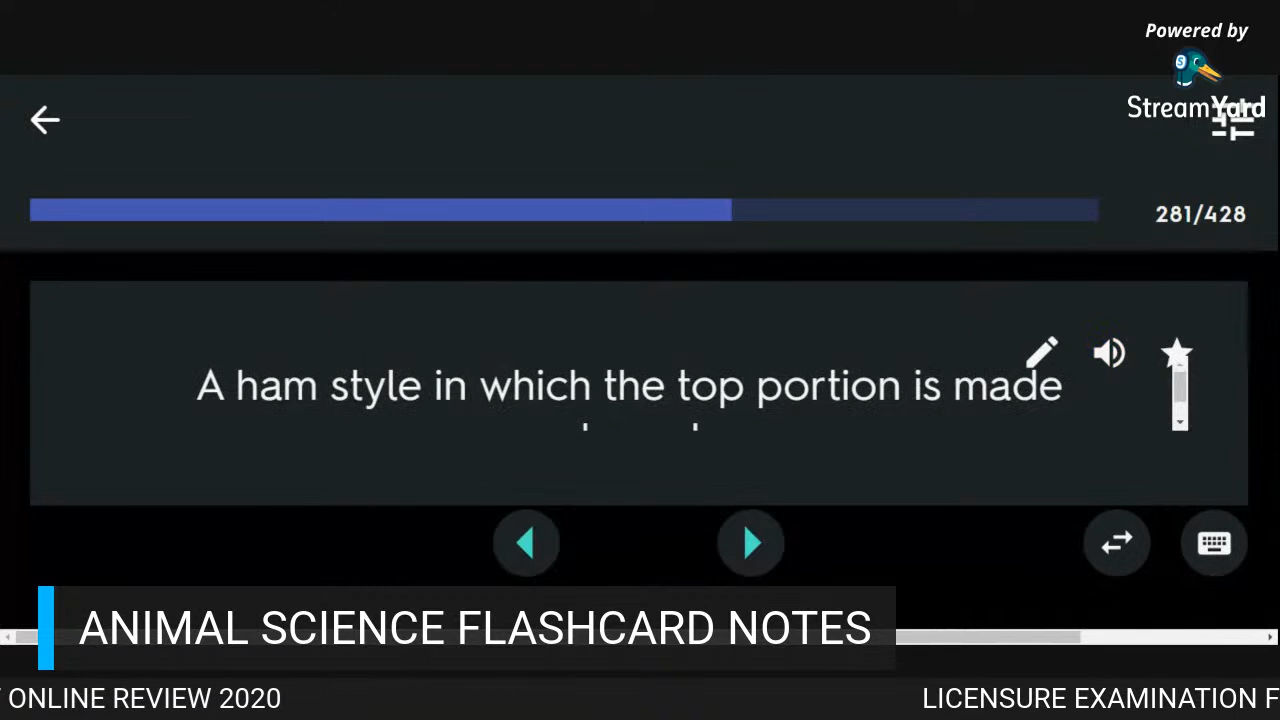 Powered by
StreamYard
281/428
A ham style in which the top portion is made
ANIMAL SCIENCE FLASHCARD NOTES
ONLINE REVIEW 2020
LICENSURE EXAMINATION F